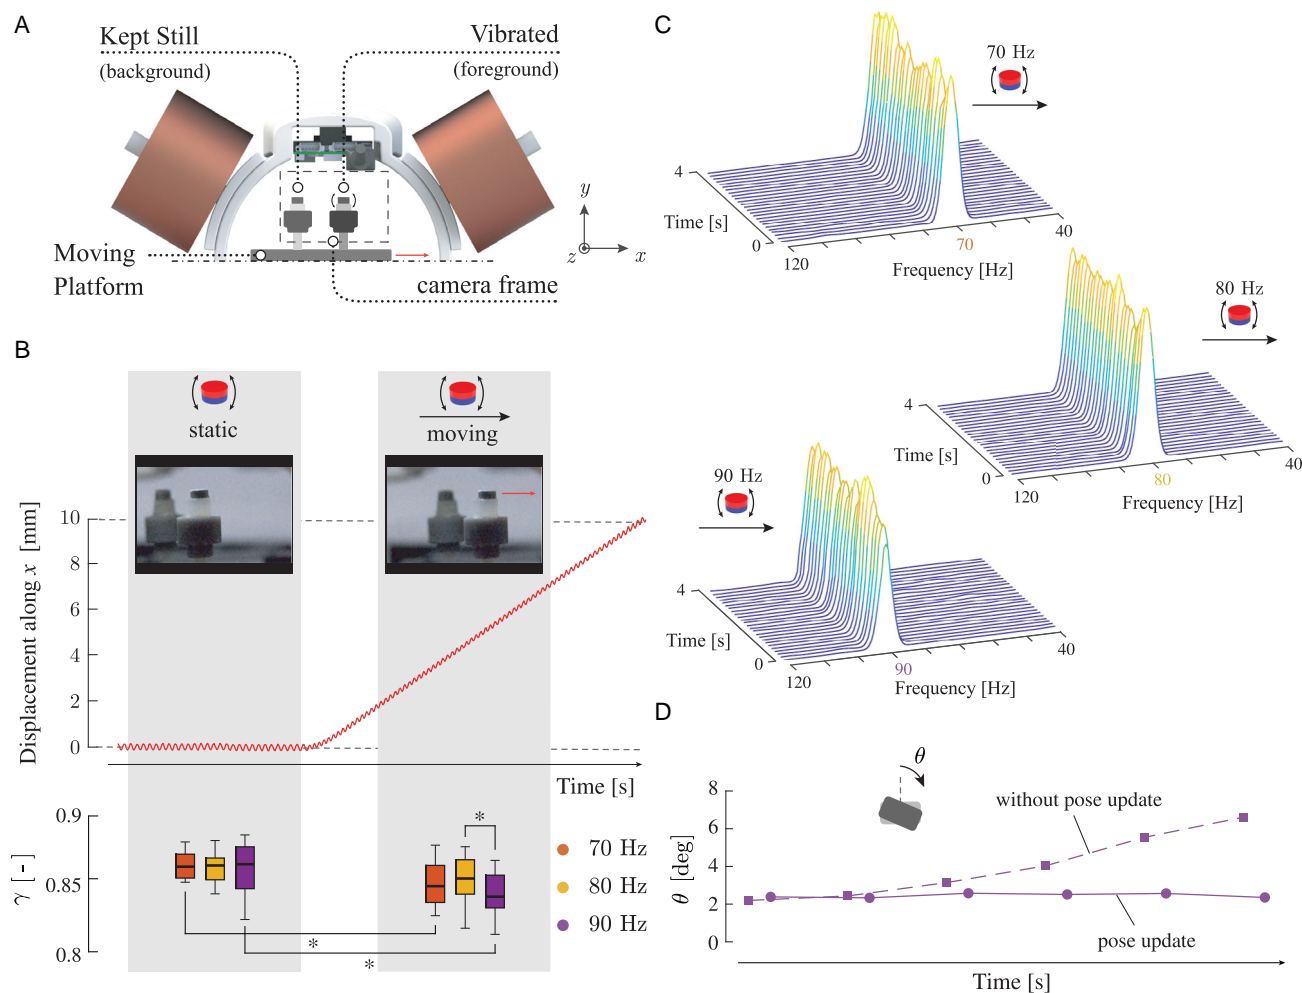 A
Kept Still
(background)
Vibrated
(foreground)
Moving
Platform
camera frame
y
z
x
B
static
moving
Displacement along x [mm]
10
8
6
4
2
0
Time [s]
γ [-]
0.9
0.85
0.8
*
*
*
70 Hz
80 Hz
90 Hz
C
70 Hz
4
Time [s]
0
120
70
40
Frequency [Hz]
80 Hz
4
Time [s]
0
120
80
40
Frequency [Hz]
90 Hz
4
Time [s]
0
120
90
40
Frequency [Hz]
D
θ
θ [deg]
8
6
4
2
0
without pose update
pose update
Time [s]